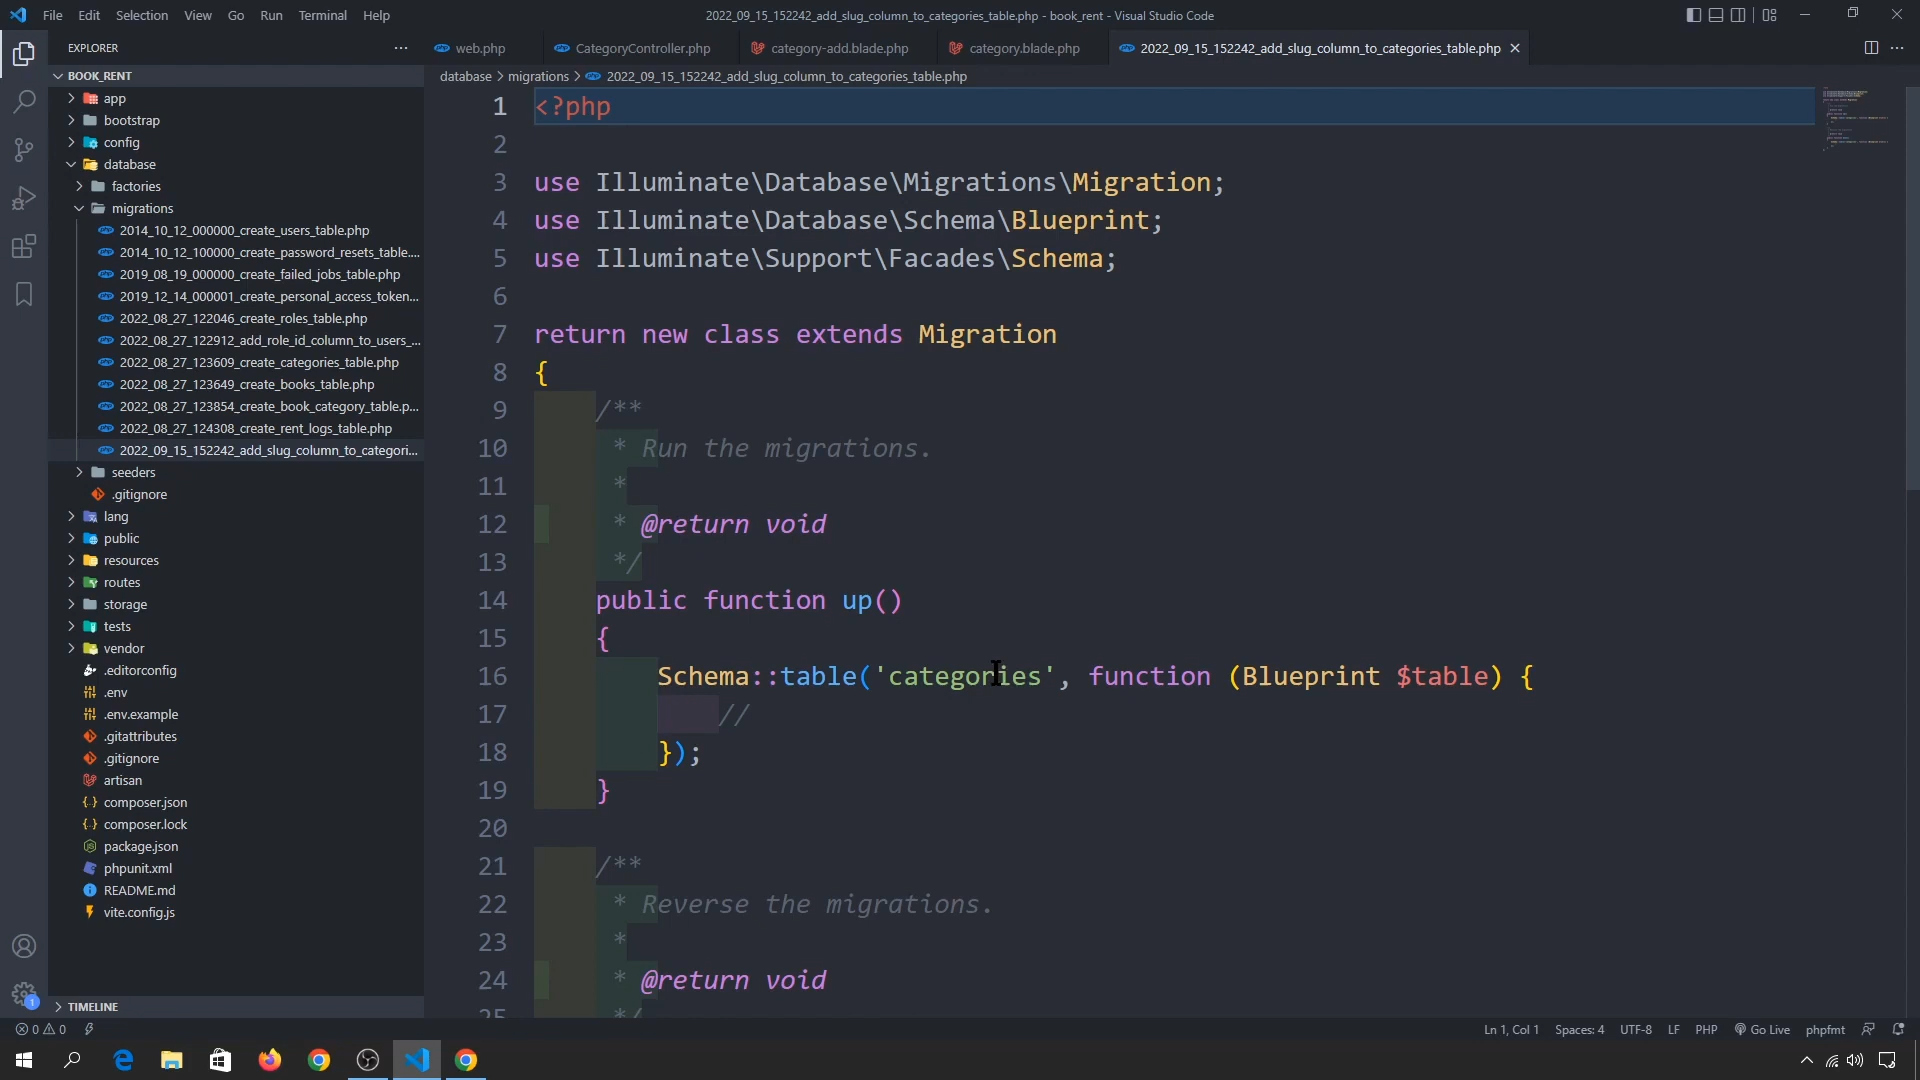 File Edit Selection View Go Run Terminal Help
2022_09_15_152242_add_slug_column_to_categories_table.php - book_rent - Visual Studio Code
EXPLORER
web.php
CategoryController.php
category-add.blade.php
category.blade.php
2022_09_15_152242_add_slug_column_to_categories_table.php
BOOK_RENT
app
bootstrap
config
database
factories
migrations
2014_10_12_000000_create_users_table.php
2014_10_12_100000_create_password_resets_table....
2019_08_19_000000_create_failed_jobs_table.php
2019_12_14_000001_create_personal_access_token...
2022_08_27_122046_create_roles_table.php
2022_08_27_122912_add_role_id_column_to_users_...
2022_08_27_123609_create_categories_table.php
2022_08_27_123649_create_books_table.php
2022_08_27_123854_create_book_category_table.p...
2022_08_27_124308_create_rent_logs_table.php
2022_09_15_152242_add_slug_column_to_categori...
seeders
.gitignore
lang
public
resources
routes
storage
tests
vendor
.editorconfig
.env
.env.example
.gitattributes
.gitignore
artisan
composer.json
composer.lock
package.json
phpunit.xml
README.md
vite.config.js
TIMELINE
database > migrations > 2022_09_15_152242_add_slug_column_to_categories_table.php
1 <?php
2
3 use Illuminate\Database\Migrations\Migration;
4 use Illuminate\Database\Schema\Blueprint;
5 use Illuminate\Support\Facades\Schema;
6
7 return new class extends Migration
8 {
9 /**
10 * Run the migrations.
11 *
12 * @return void
13 */
14 public function up()
15 {
16 Schema::table('categories', function (Blueprint $table) {
17 //
18 });
19 }
20
21 /**
22 * Reverse the migrations.
23 *
24 * @return void
25 */
0 0
Ln 1, Col 1 Spaces: 4 UTF-8 LF PHP Go Live phpfmt
1